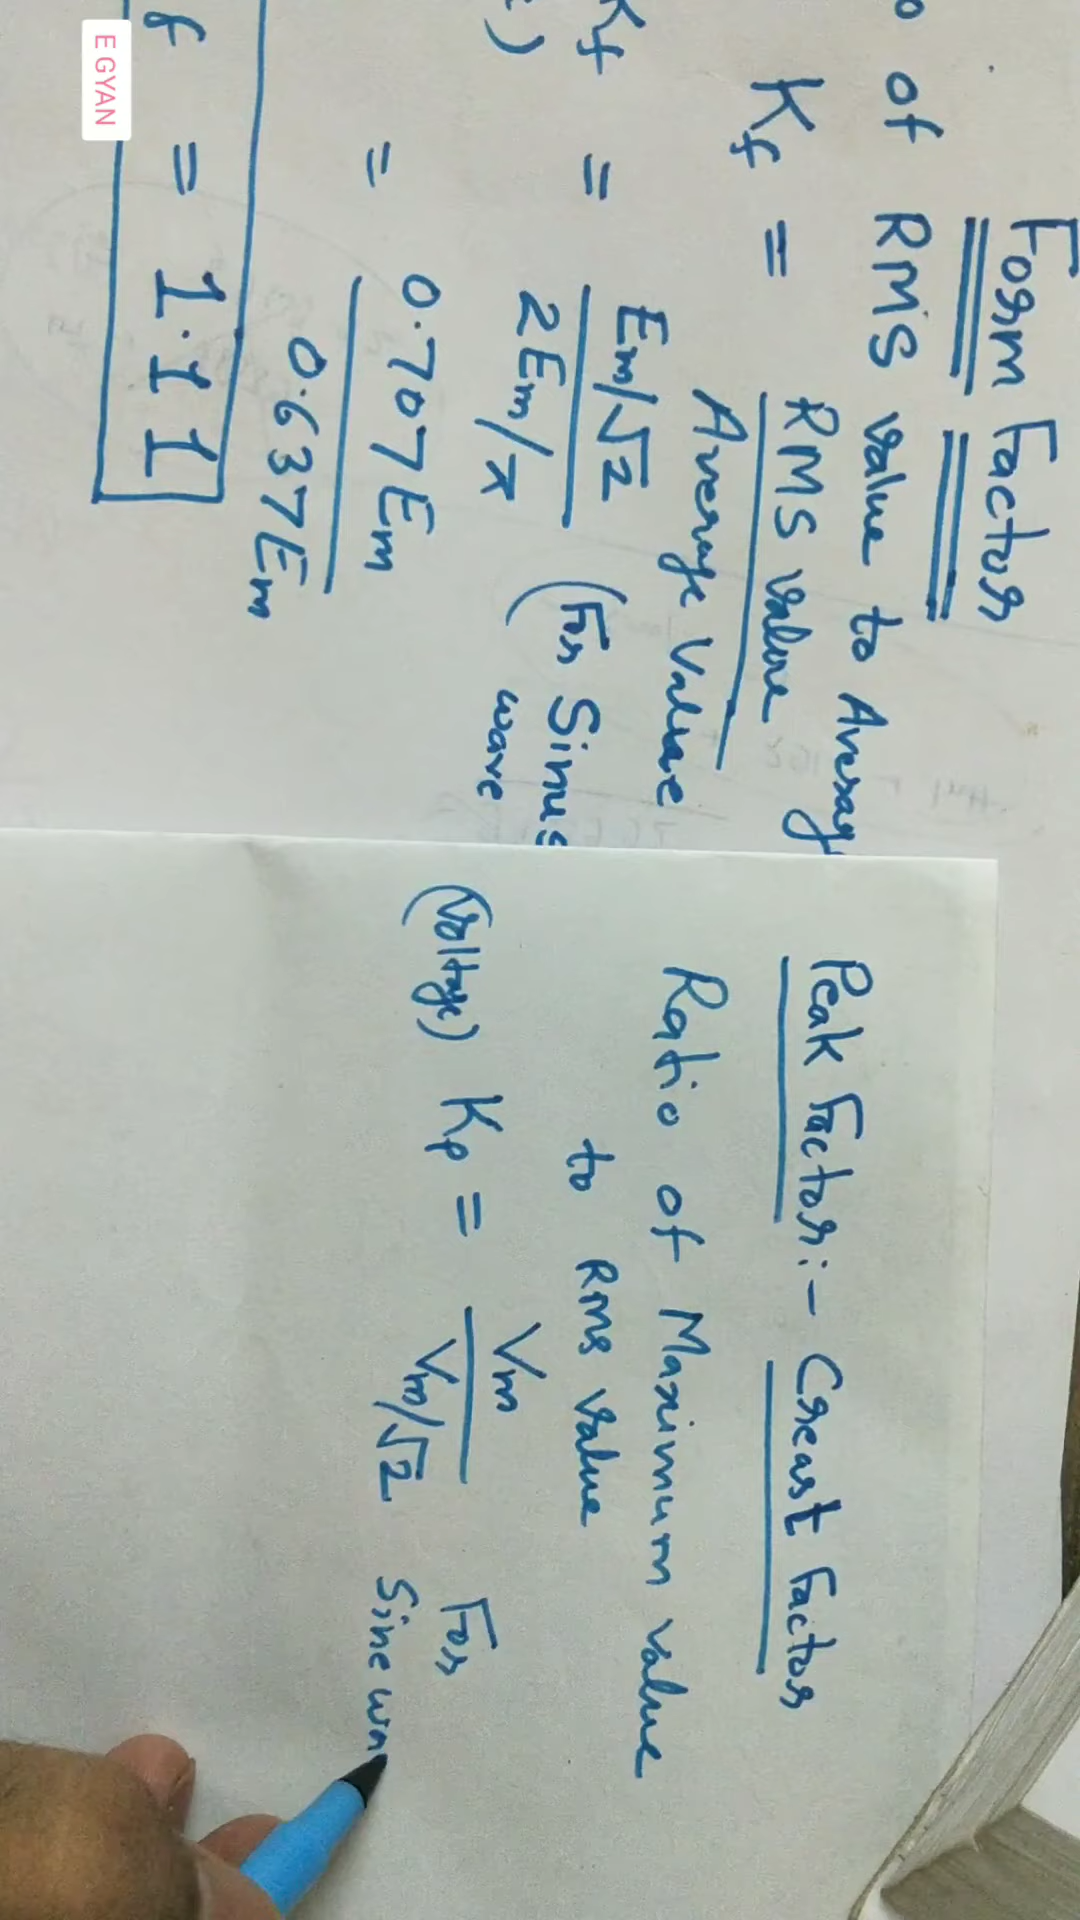 Form Factor
of RMS value to Average
Kf = RMS value
Average Value
Kf = Em/√2
2Em/π
(For Sinus
wave
= 0.707Em
0.637Em
f = 1.11
Peak Factor:- Creast Factor
Ratio of Maximum value
to RMS value
(Voltage) Kp = Vm
Vm/√2
For
Sine wa
E GYAN